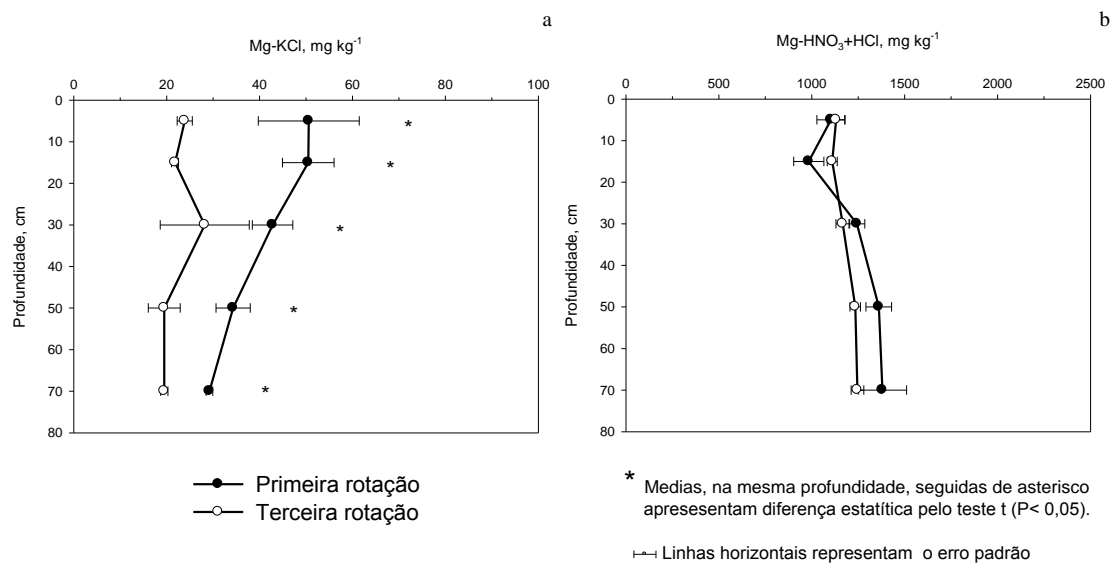 a
Mg-KCl, mg kg-1
0 20 40 60 80 100
0
10
20
30
40
50
60
70
80
Profundidade, cm
*
*
*
*
*
b
Mg-HNO3+HCl, mg kg-1
0 1000 1500 2000 2500
0
10
20
30
40
50
60
70
80
Profundidade, cm
Primeira rotação
Terceira rotação
* Medias, na mesma profundidade, seguidas de asterisco
apresesentam diferença estatítica pelo teste t (P< 0,05).
Linhas horizontais representam o erro padrão